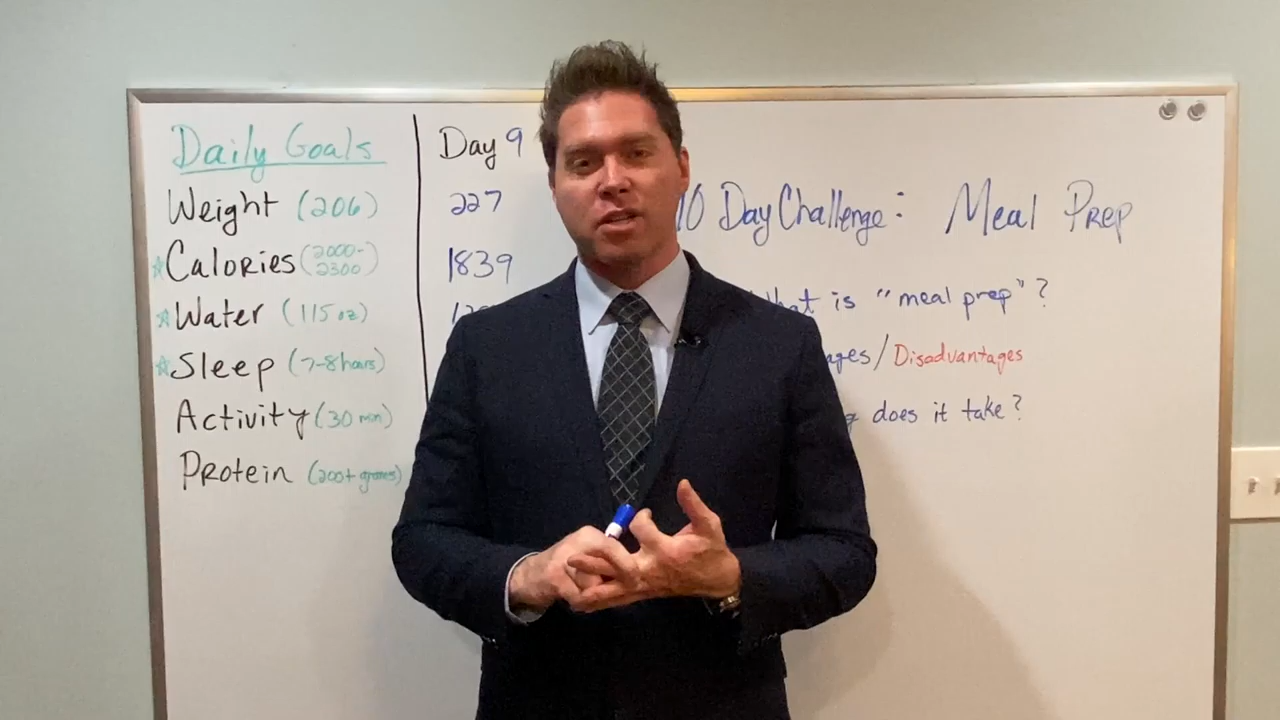 Daily Goals
Weight (206)
☆Calories (2000-
2300)
☆Water (115 oz)
☆Sleep (7-8 hours)
Activity (30 min)
Protein (200+ grams)
Day 9
227
1839
10 Day Challenge: Meal Prep
is "meal prep"?
/Disadvantages
does it take?